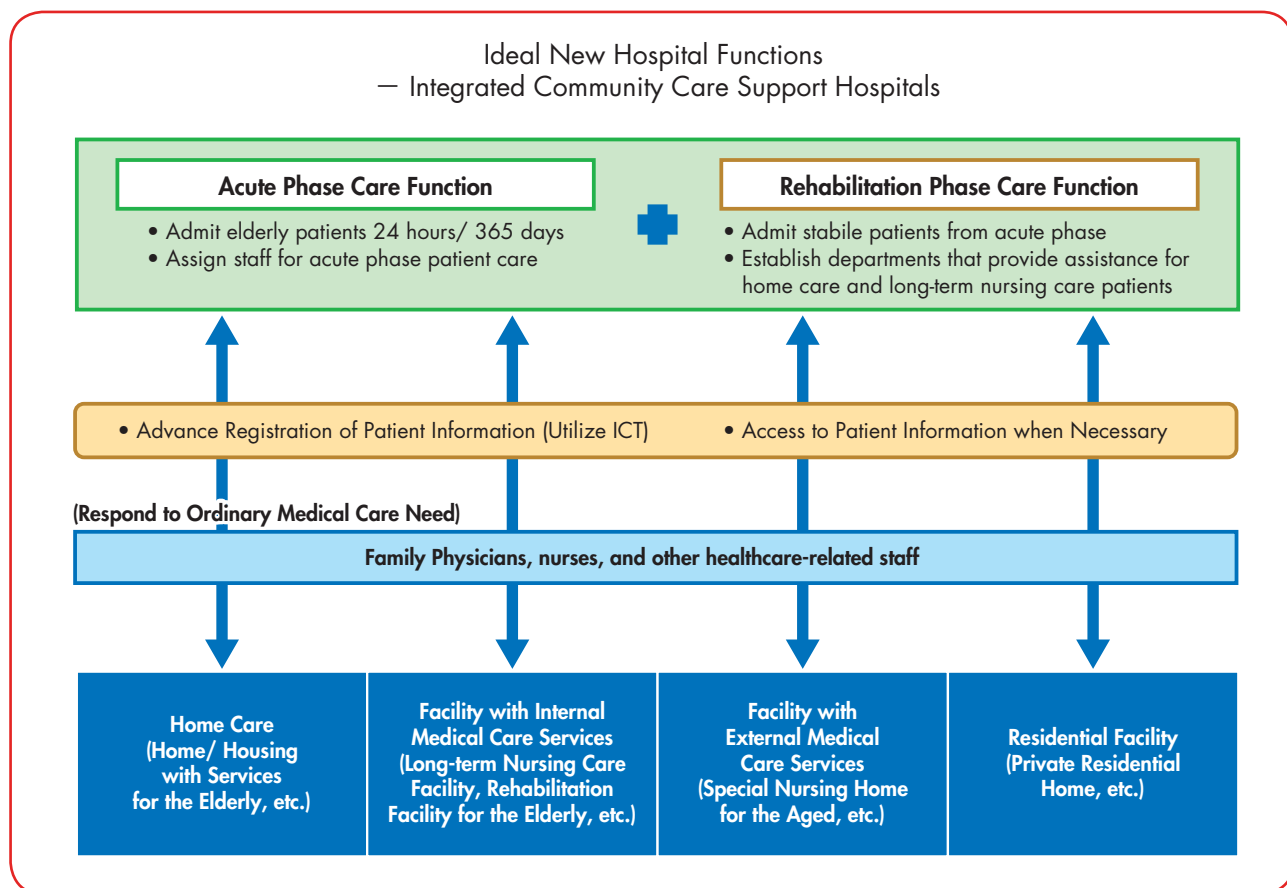 Ideal New Hospital Functions
— Integrated Community Care Support Hospitals
Acute Phase Care Function
• Admit elderly patients 24 hours/ 365 days
• Assign staff for acute phase patient care
Rehabilitation Phase Care Function
• Admit stabile patients from acute phase
• Establish departments that provide assistance for
home care and long-term nursing care patients
• Advance Registration of Patient Information (Utilize ICT)
• Access to Patient Information when Necessary
(Respond to Ordinary Medical Care Need)
Family Physicians, nurses, and other healthcare-related staff
Home Care
(Home/ Housing
with Services
for the Elderly, etc.)
Facility with Internal
Medical Care Services
(Long-term Nursing Care
Facility, Rehabilitation
Facility for the Elderly, etc.)
Facility with
External Medical
Care Services
(Special Nursing Home
for the Aged, etc.)
Residential Facility
(Private Residential
Home, etc.)